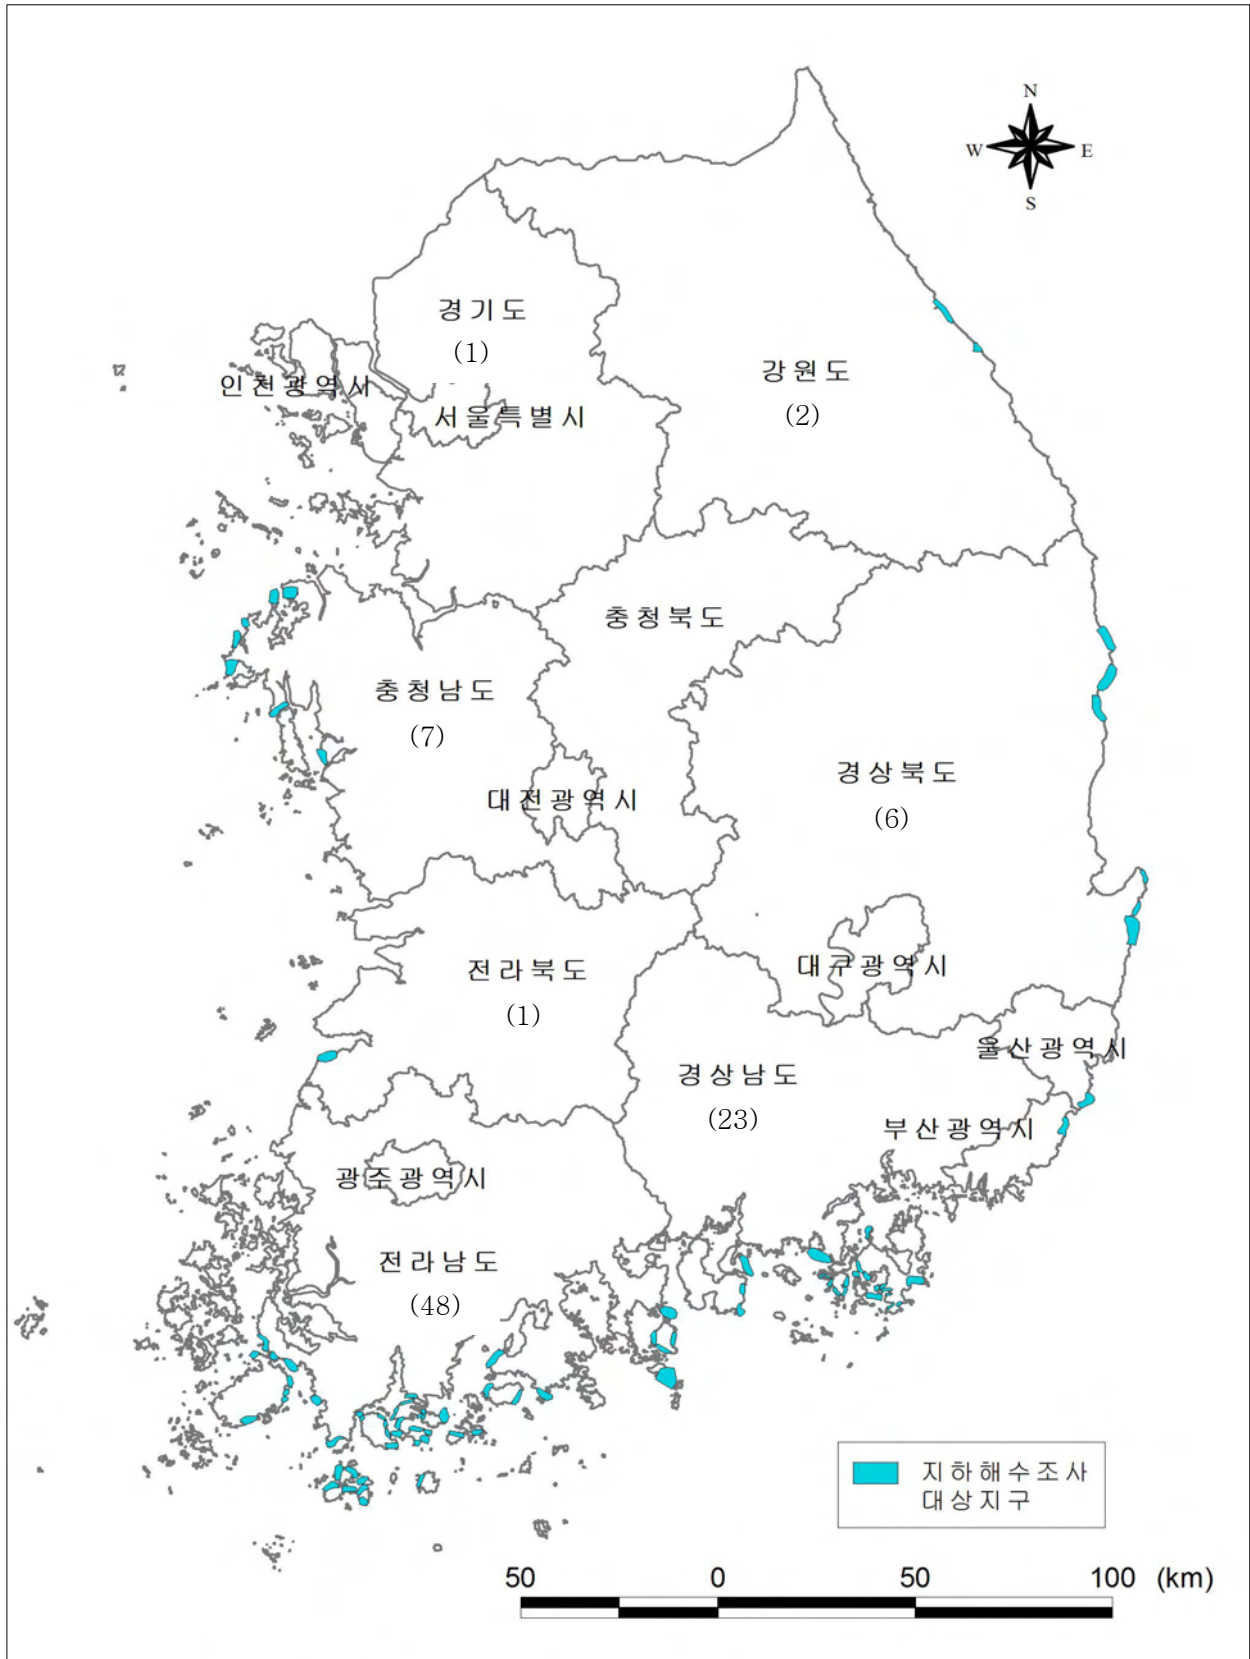 N
W E
S
경기도
(1)
인천광역시
서울특별시
강원도
(2)
충청북도
충청남도
(7)
대전광역시
경상북도
(6)
대구광역시
전라북도
(1)
울산광역시
경상남도
(23)
부산광역시
광주광역시
전라남도
(48)
지하해수조사
대상지구
50 0 50 100 (km)